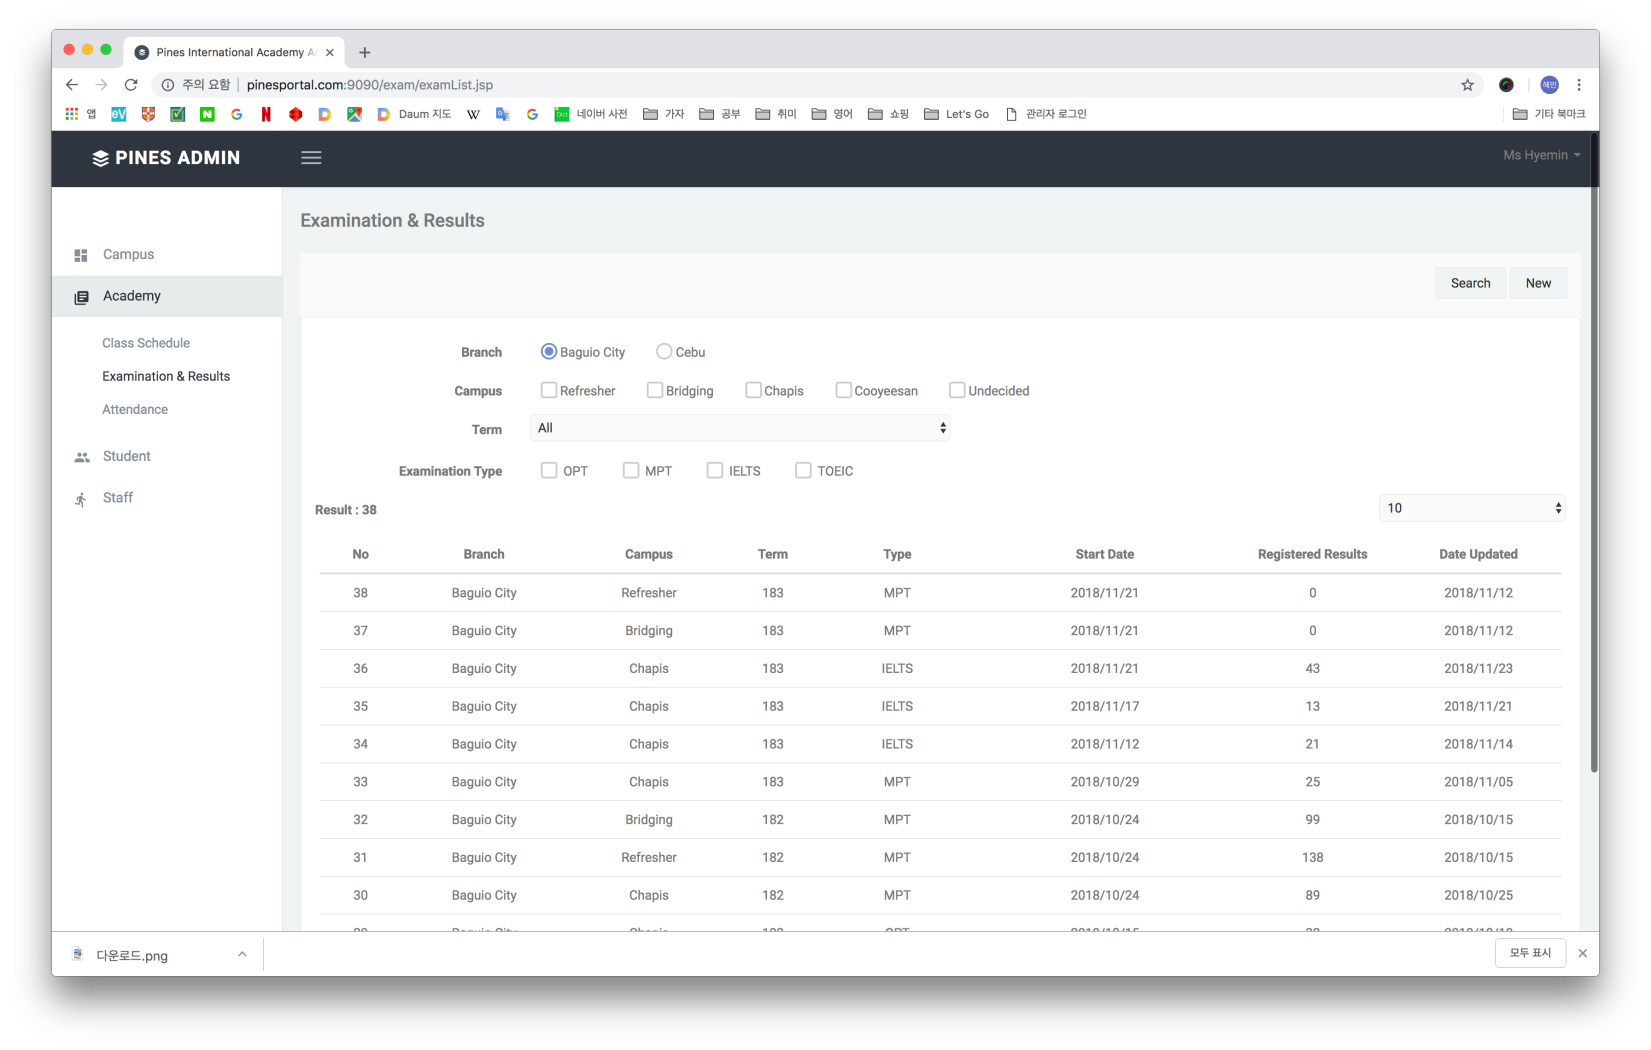 Pines International Academy A
주의 요함 pinesportal.com:9090/exam/examList.jsp 혜민
앱 eV N G N D D Daum 지도 W G Dict 네이버 사전 가자 공부 취미 영어 쇼핑 Let's Go 관리자 로그인 기타 북마크
PINES ADMIN Ms Hyemin
Examination & Results
Campus
Academy
Class Schedule
Examination & Results
Attendance
Student
Staff
Search New
Branch Baguio City Cebu
Campus Refresher Bridging Chapis Cooyeesan Undecided
Term All
Examination Type OPT MPT IELTS TOEIC
Result : 38 10
No Branch Campus Term Type Start Date Registered Results Date Updated
38 Baguio City Refresher 183 MPT 2018/11/21 0 2018/11/12
37 Baguio City Bridging 183 MPT 2018/11/21 0 2018/11/12
36 Baguio City Chapis 183 IELTS 2018/11/21 43 2018/11/23
35 Baguio City Chapis 183 IELTS 2018/11/17 13 2018/11/21
34 Baguio City Chapis 183 IELTS 2018/11/12 21 2018/11/14
33 Baguio City Chapis 183 MPT 2018/10/29 25 2018/11/05
32 Baguio City Bridging 182 MPT 2018/10/24 99 2018/10/15
31 Baguio City Refresher 182 MPT 2018/10/24 138 2018/10/15
30 Baguio City Chapis 182 MPT 2018/10/24 89 2018/10/25
다운로드.png 모두 표시